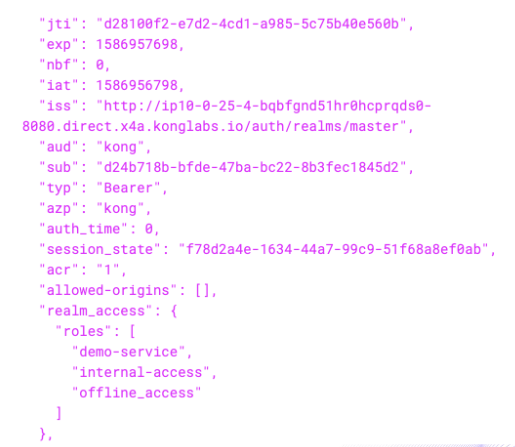 "jti": "d28100f2-e7d2-4cd1-a985-5c75b40e560b",
"exp": 1586957698,
"nbf": 0,
"iat": 1586956798,
"iss": "http://ip10-0-25-4-bqbfgnd51hr0hcprqds0-
8080.direct.x4a.konglabs.io/auth/realms/master",
"aud": "kong",
"sub": "d24b718b-bfde-47ba-bc22-8b3fec1845d2",
"typ": "Bearer",
"azp": "kong",
"auth_time": 0,
"session_state": "f78d2a4e-1634-44a7-99c9-51f68a8ef0ab",
"acr": "1",
"allowed-origins": [],
"realm_access": {
"roles": [
"demo-service",
"internal-access",
"offline_access"
]
},